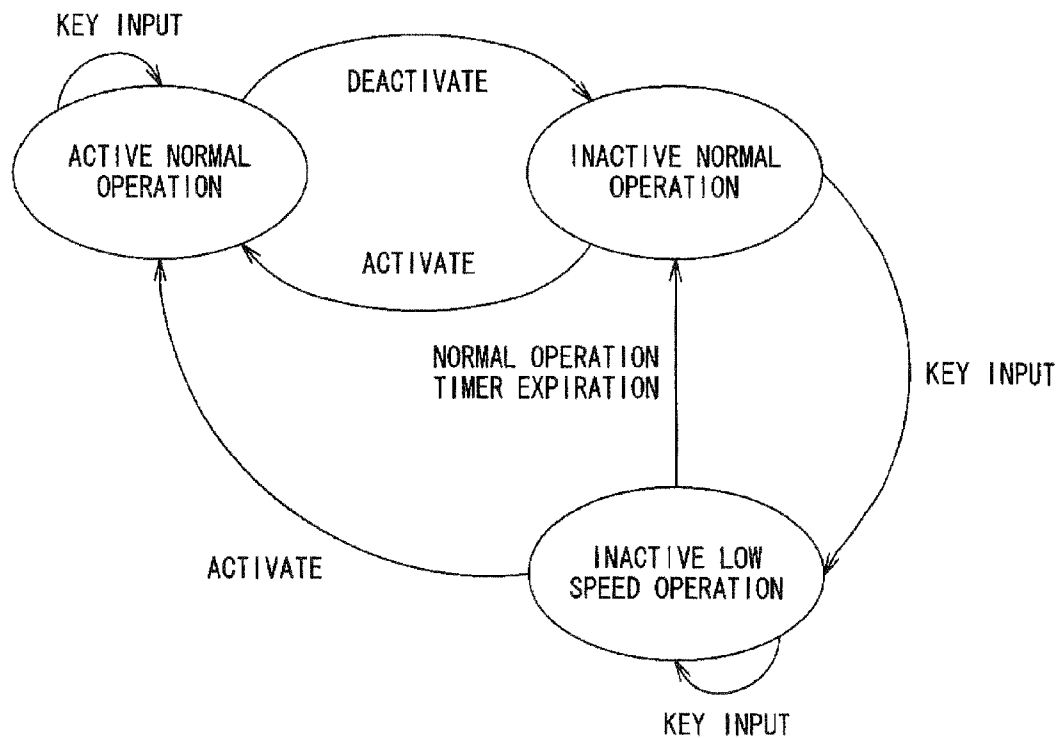 KEY INPUT
DEACTIVATE
ACTIVE NORMAL
OPERATION
INACTIVE NORMAL
OPERATION
ACTIVATE
NORMAL OPERATION
TIMER EXPIRATION
KEY INPUT
INACTIVE LOW
SPEED OPERATION
ACTIVATE
KEY INPUT